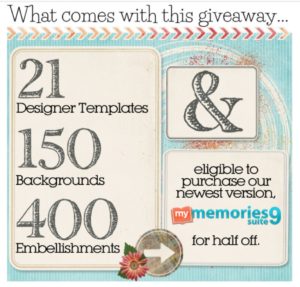 What comes with this giveaway...
21
Designer Templates
150
Backgrounds
400
Embellishments
&
eligible to
purchase our
newest version,
my memories suite 9
for half off.